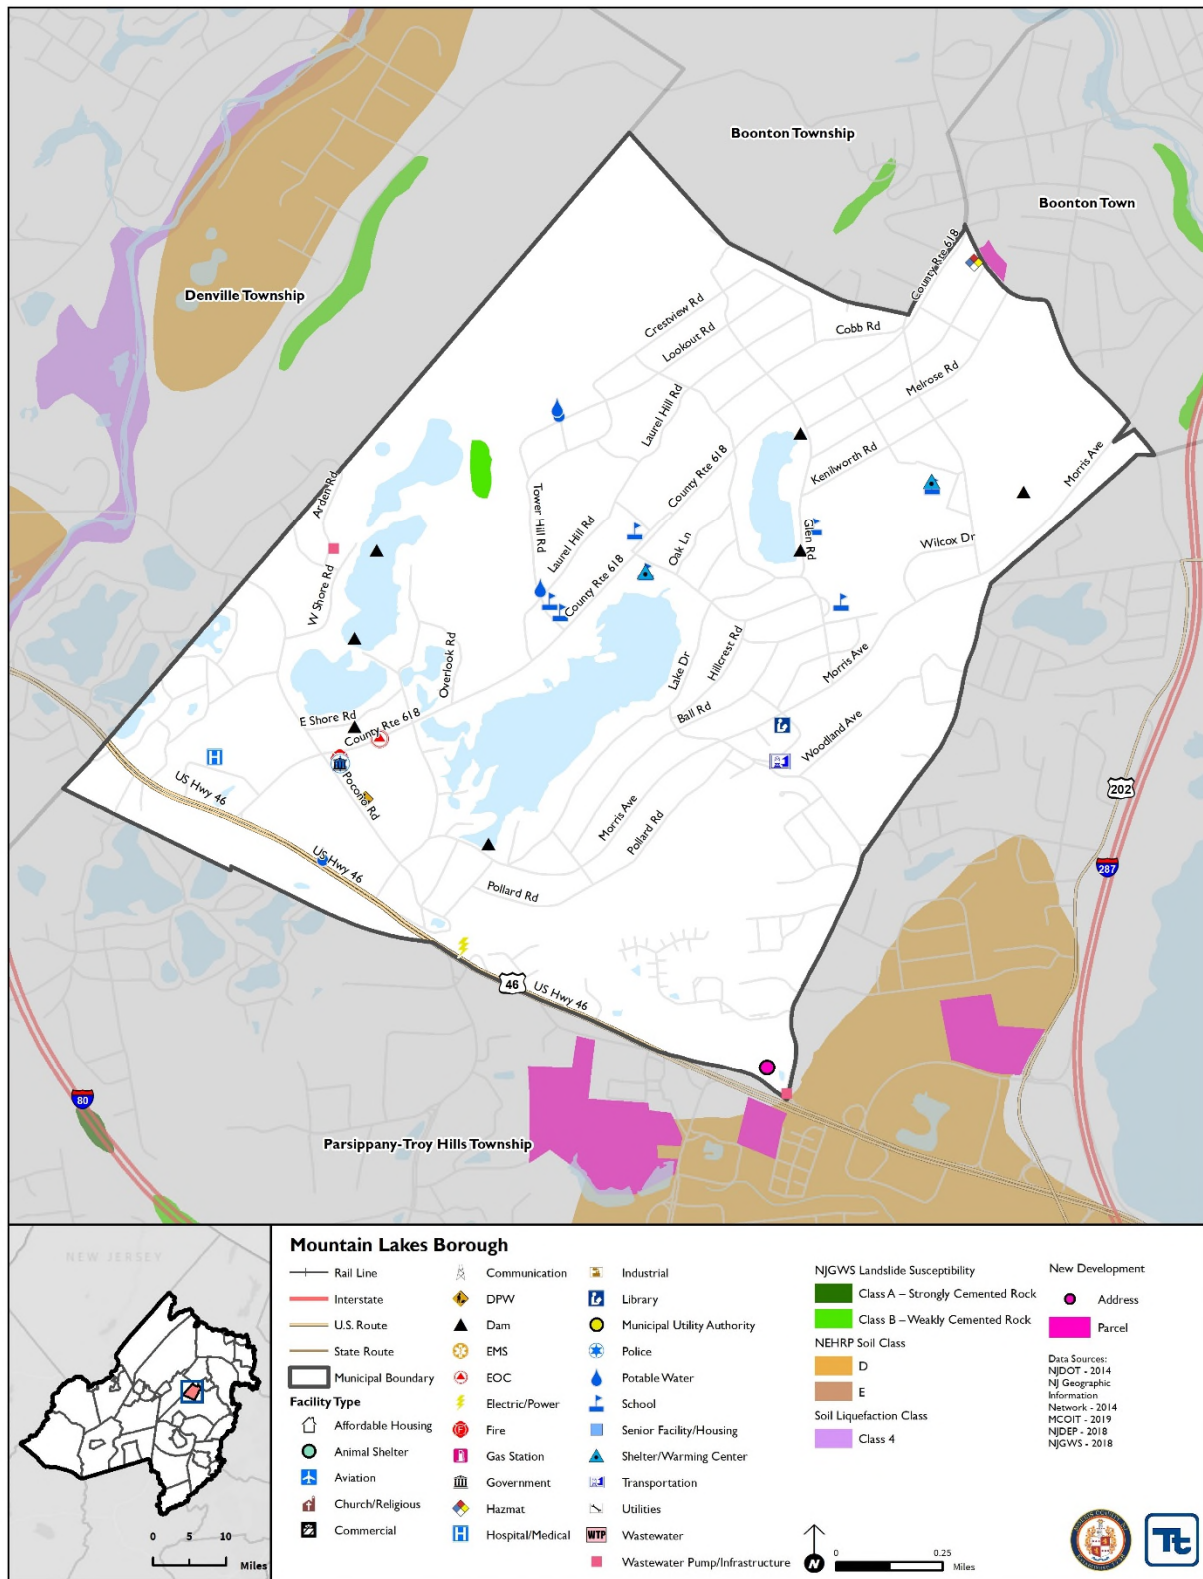 Boonton Township
Boonton Town
Denville Township
County Rte 618
Crestview Rd
Lookout Rd
Cobb Rd
Melrose Rd
Laurel Hill Rd
County Rte 618
Kenilworth Rd
Morris Ave
Arden Rd
Tower Hill Rd
Laurel Hill Rd
Oak Ln
Glen Rd
Wilcox Dr
W Shore Rd
County Rte 618
Overlook Rd
Lake Dr
Hillcrest Rd
Morris Ave
E Shore Rd
County Rte 618
Ball Rd
Woodland Ave
US Hwy 46
Pocono Rd
Morris Ave
Pollard Rd
202
287
US Hwy 46
Pollard Rd
46
US Hwy 46
80
Parsippany-Troy Hills Township
NEW JERSEY
0 5 10
Miles
Mountain Lakes Borough
Rail Line
Interstate
U.S. Route
State Route
Municipal Boundary
Facility Type
Affordable Housing
Animal Shelter
Aviation
Church/Religious
Commercial
Communication
DPW
Dam
EMS
EOC
Electric/Power
Fire
Gas Station
Government
Hazmat
Hospital/Medical
Industrial
Library
Municipal Utility Authority
Police
Potable Water
School
Senior Facility/Housing
Shelter/Warming Center
Transportation
Utilities
WTP Wastewater
Wastewater Pump/Infrastructure
NJGWS Landslide Susceptibility
Class A – Strongly Cemented Rock
Class B – Weakly Cemented Rock
NEHRP Soil Class
D
E
Soil Liquefaction Class
Class 4
New Development
Address
Parcel
Data Sources:
NJDOT - 2014
NJ Geographic
Information
Network - 2014
MCOIT - 2019
NJDEP - 2018
NJGWS - 2018
N
0 0.25
Miles
Tt